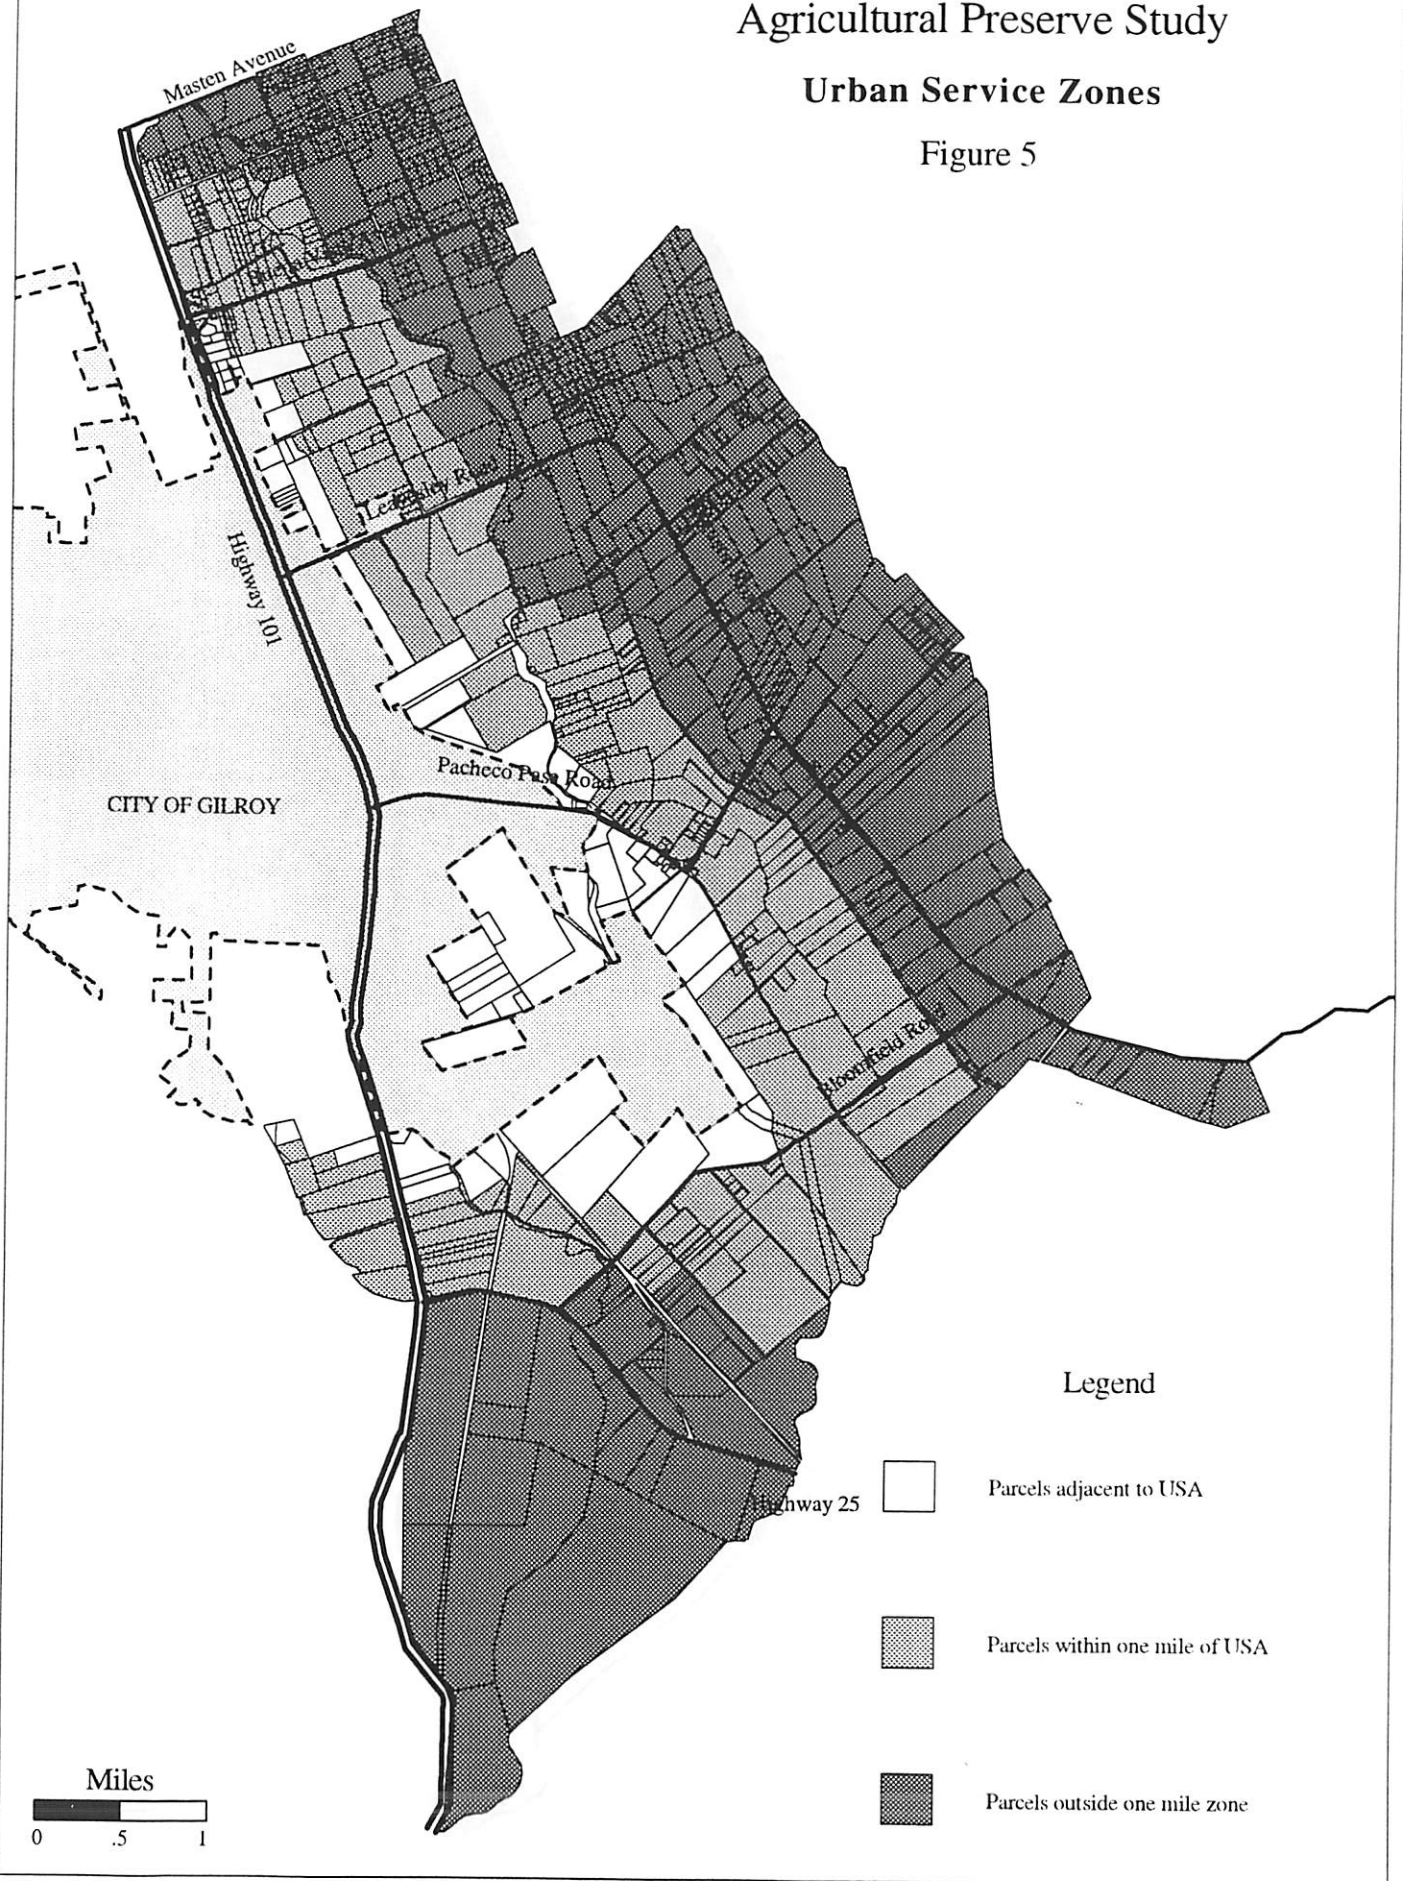 Agricultural Preserve Study
Urban Service Zones
Figure 5
Masten Avenue
Leavesley Road
Highway 101
Pacheco Pass Road
CITY OF GILROY
Bloomfield Road
Highway 25
Legend
Parcels adjacent to USA
Parcels within one mile of USA
Parcels outside one mile zone
Miles
0 .5 1